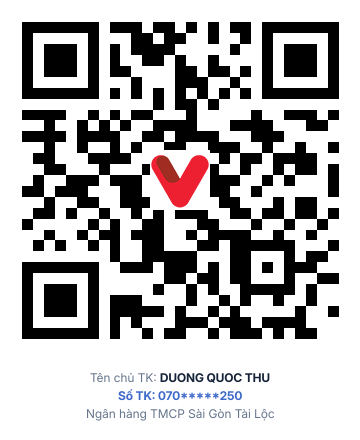 Tên chủ TK: DUONG QUOC THU
Số TK: 070*****250
Ngân hàng TMCP Sài Gòn Tài Lộc